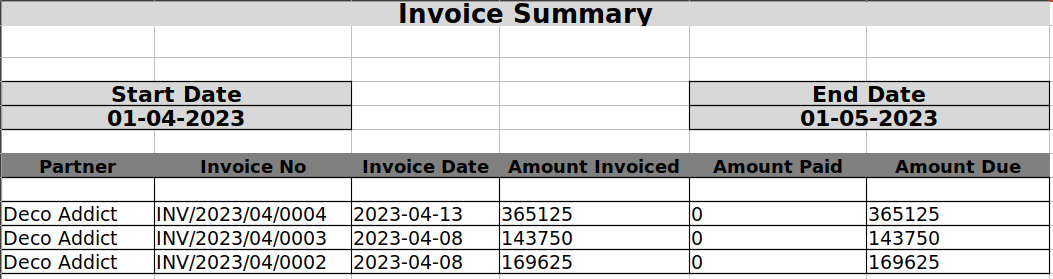 Invoice Summary
Start Date End Date
01-04-2023 01-05-2023
Partner Invoice No Invoice Date Amount Invoiced Amount Paid Amount Due
Deco Addict INV/2023/04/0004 2023-04-13 365125 0 365125
Deco Addict INV/2023/04/0003 2023-04-08 143750 0 143750
Deco Addict INV/2023/04/0002 2023-04-08 169625 0 169625